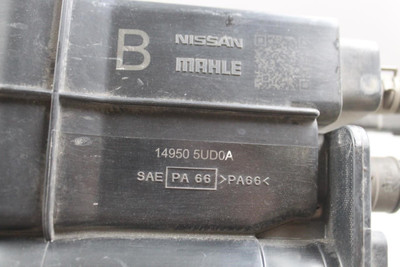 B
NISSAN
MAHLE
14950 5UD0A
SAE PA 66 >PA66<